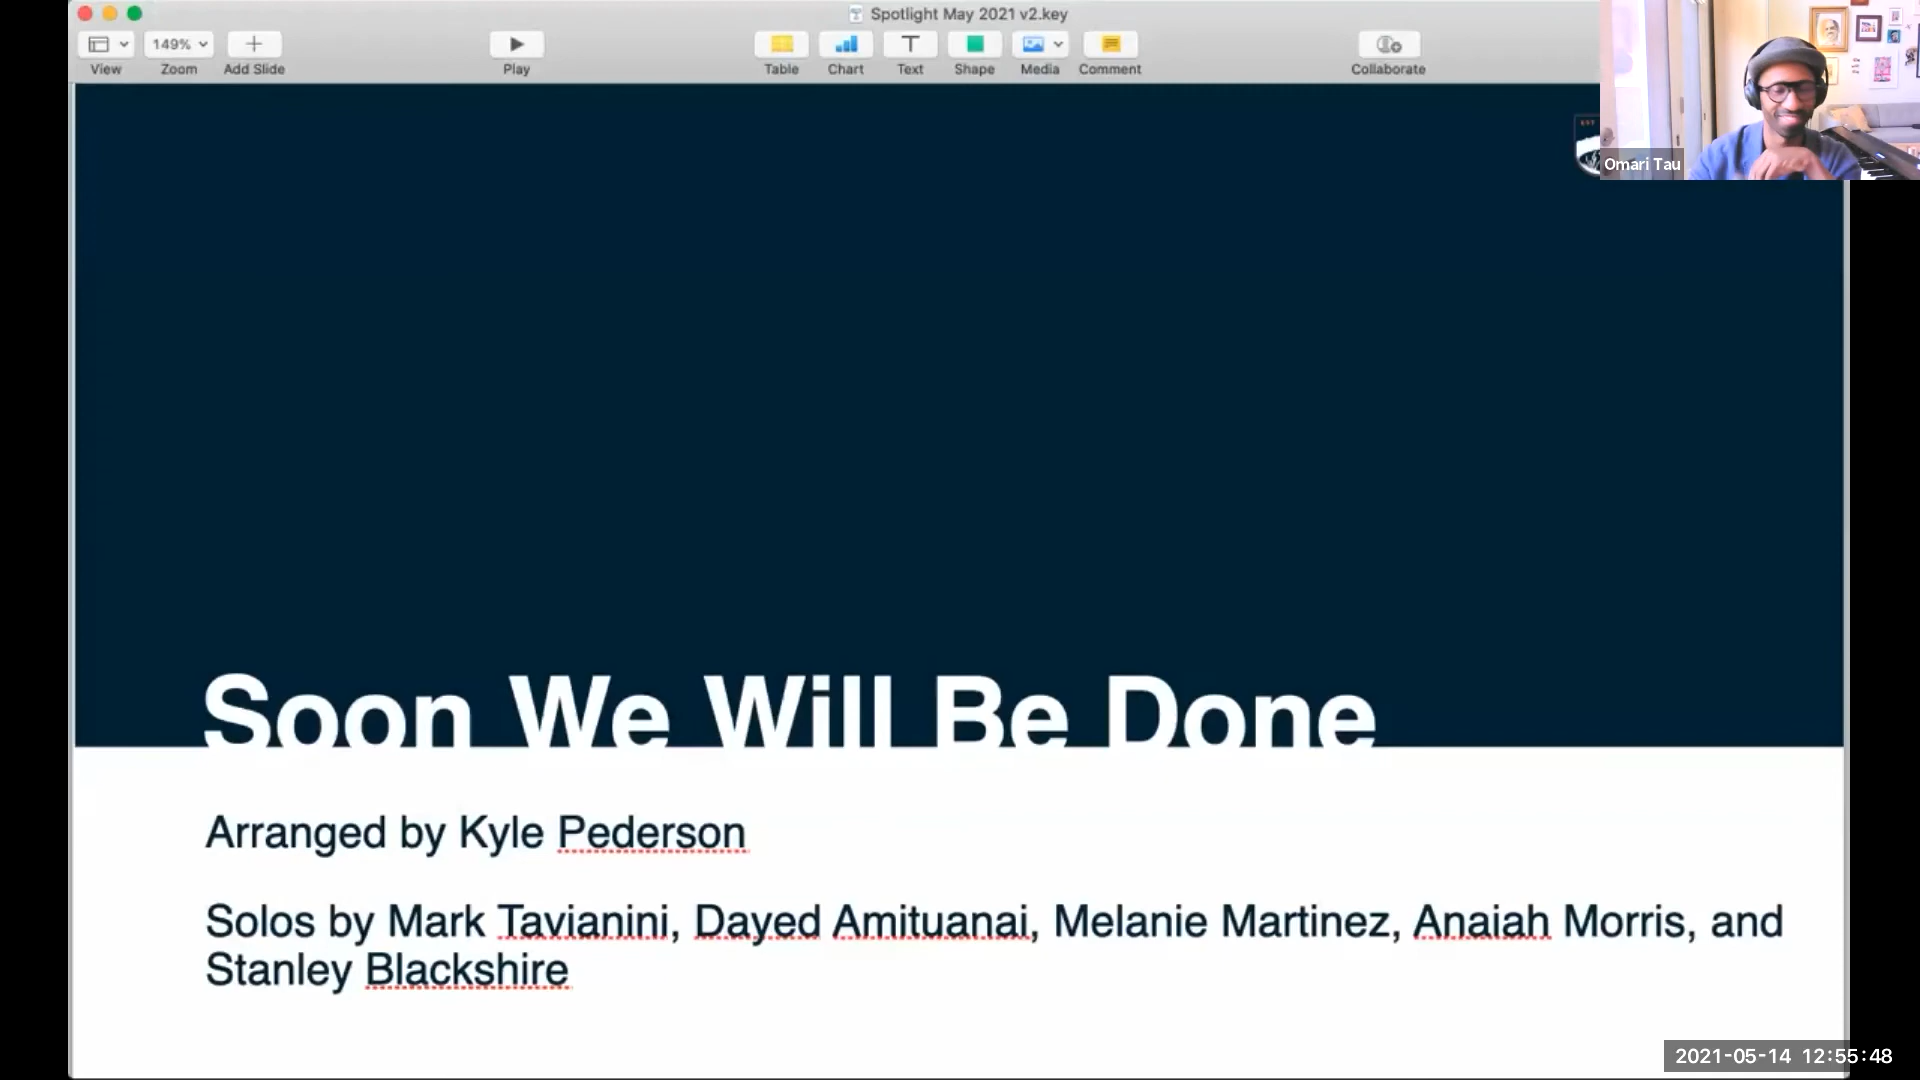 Spotlight May 2021 v2.key
149%
View
Zoom
Add Slide
Play
Table
Chart
Text
Shape
Media
Comment
Collaborate
EST
Omari Tau
Soon We Will Be Done
Arranged by Kyle Pederson
Solos by Mark Tavianini, Dayed Amituanai, Melanie Martinez, Anaiah Morris, and
Stanley Blackshire
2021-05-14 12:55:48